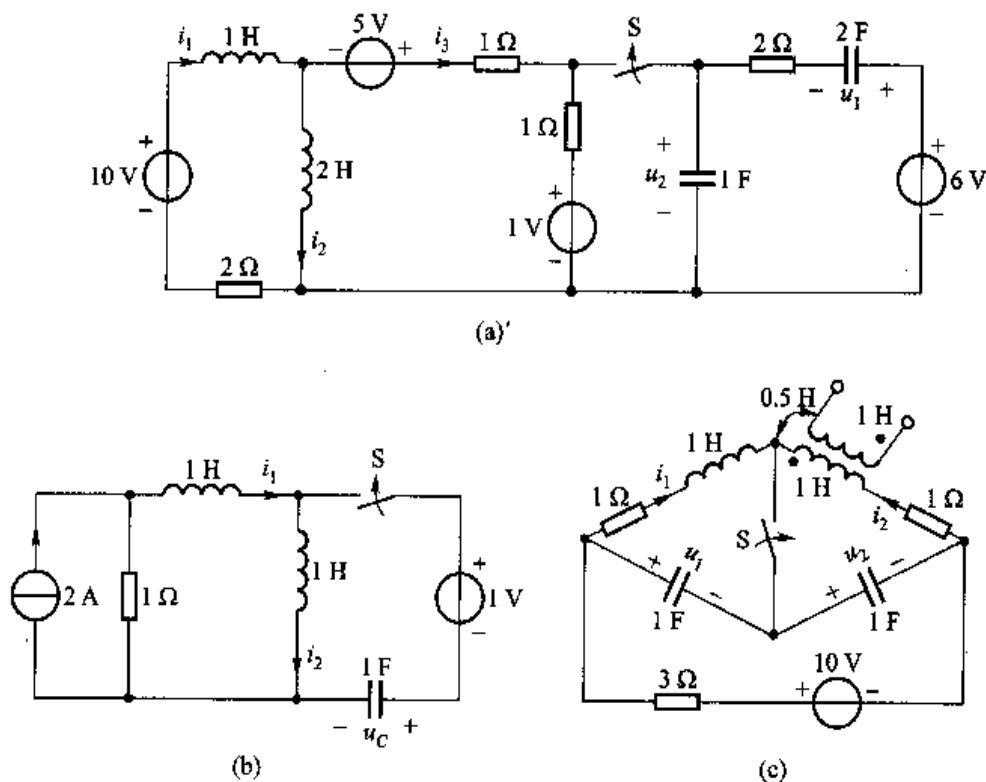 i₁ 1 H 5 V i₃ 1 Ω S 2 Ω 2 F
− + − u₁ +
10 V + − 2 H 1 Ω + u₂ − 1 F + 6 V −
i₂ 1 V + −
2 Ω
(a)′
1 H i₁ S
2 A 1 Ω 1 H + 1 V −
i₂ 1 F
− u_C +
(b)
0.5 H 1 H
1 H 1 H
1 Ω i₁ i₂ 1 Ω
S
+ u₁ − + u₂ −
1 F 1 F
3 Ω + 10 V −
(c)